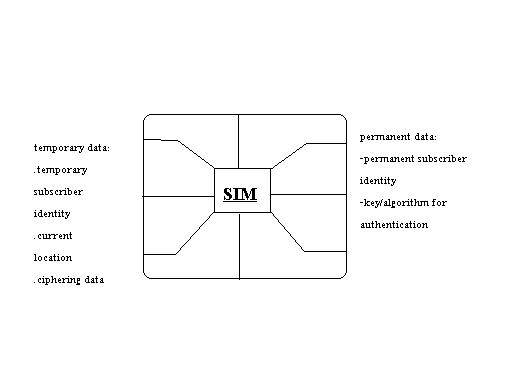 temporary data:
.temporary
subscriber
identity
.current
location
.ciphering data
SIM
permanent data:
-permanent subscriber
identity
-key/algorithm for
authentication